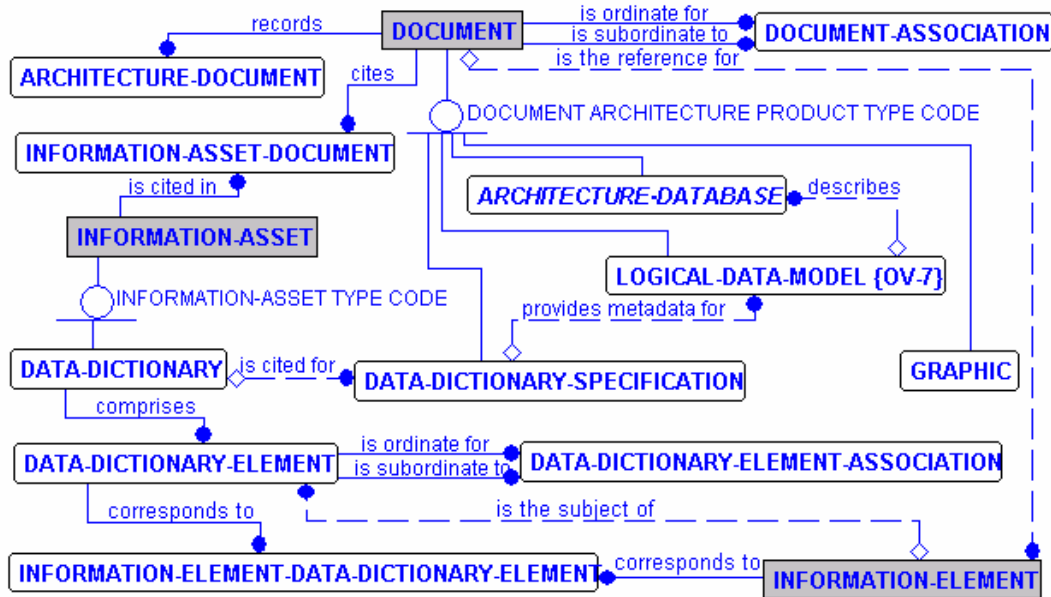 records
DOCUMENT
is ordinate for
is subordinate to
DOCUMENT-ASSOCIATION
is the reference for
ARCHITECTURE-DOCUMENT
cites
DOCUMENT ARCHITECTURE PRODUCT TYPE CODE
INFORMATION-ASSET-DOCUMENT
is cited in
ARCHITECTURE-DATABASE
describes
INFORMATION-ASSET
LOGICAL-DATA-MODEL {OV-7}
INFORMATION-ASSET TYPE CODE
provides metadata for
DATA-DICTIONARY
is cited for
DATA-DICTIONARY-SPECIFICATION
GRAPHIC
comprises
DATA-DICTIONARY-ELEMENT
is ordinate for
is subordinate to
DATA-DICTIONARY-ELEMENT-ASSOCIATION
corresponds to
is the subject of
INFORMATION-ELEMENT-DATA-DICTIONARY-ELEMENT
corresponds to
INFORMATION-ELEMENT